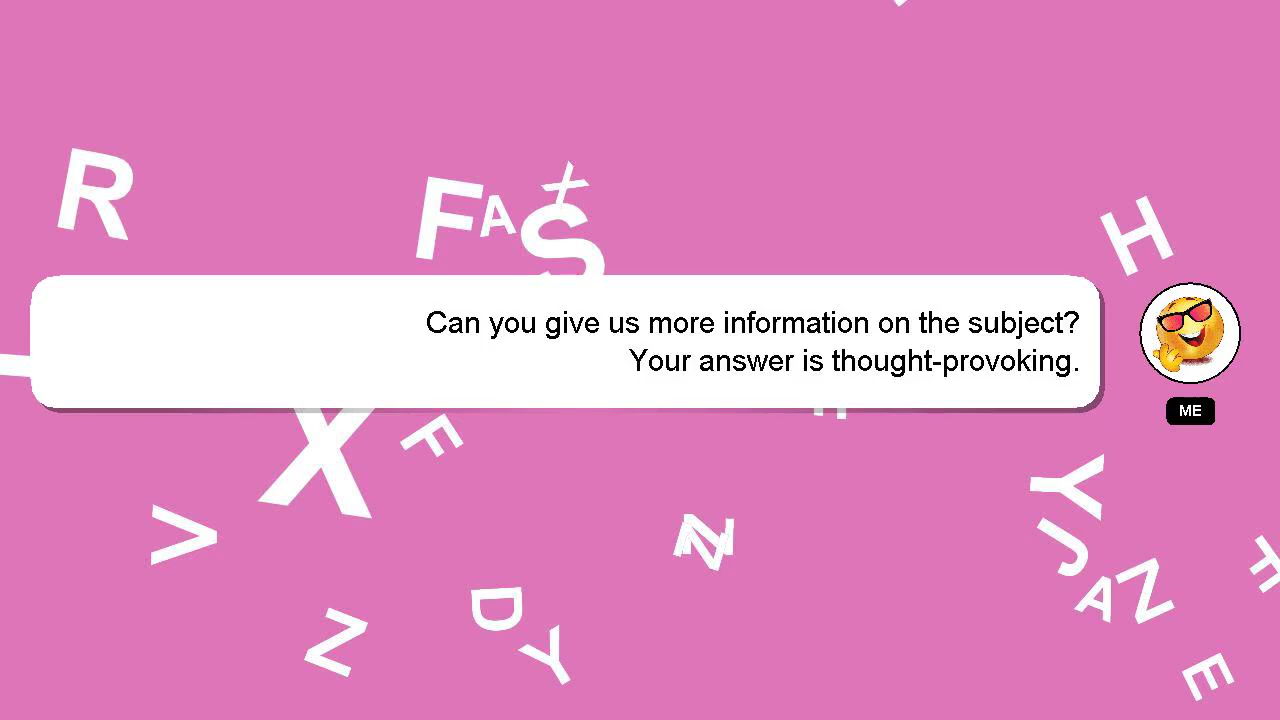 R
F
A
S
H
Can you give us more information on the subject?
Your answer is thought-provoking.
ME
X
F
Y
V
N
J
A
Z
D
Y
N
E